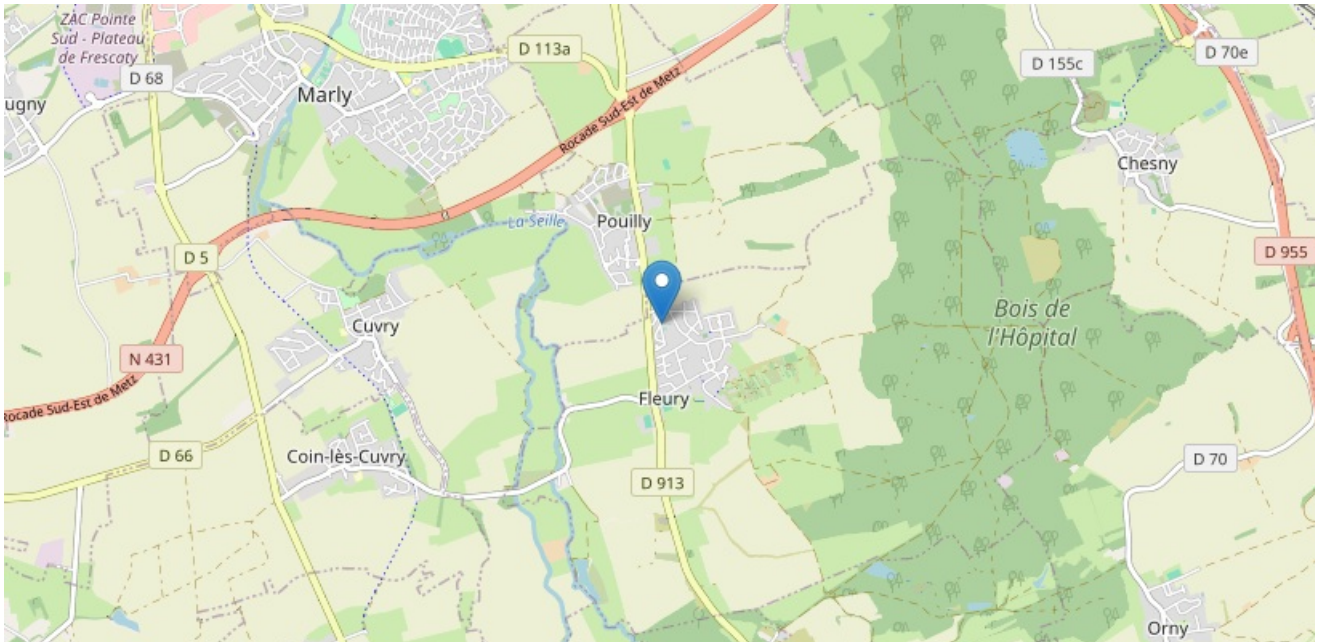 ZAC Pointe
Sud - Plateau
de Frescaty
D 68
ugny
Marly
D 113a
Rocade Sud-Est de Metz
D 155c
D 70e
Chesny
La Seille
Pouilly
D 5
D 955
Cuvry
Bois de
l'Hôpital
N 431
Rocade Sud-Est de Metz
Fleury
D 66
Coin-lès-Cuvry
D 913
D 70
Orny